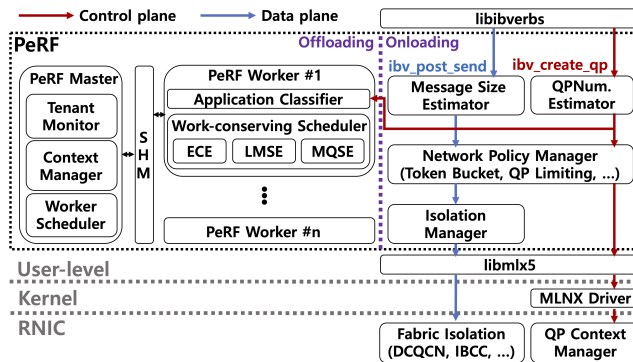 Control plane
Data plane
libibverbs
PeRF
Offloading
Onloading
ibv_post_send
ibv_create_qp
PeRF Master
Tenant
Monitor
Context
Manager
Worker
Scheduler
SHM
PeRF Worker #1
Application Classifier
Work-conserving Scheduler
ECE
LMSE
MQSE
PeRF Worker #n
Message Size
Estimator
QPNum.
Estimator
Network Policy Manager
(Token Bucket, QP Limiting, ...)
Isolation
Manager
User-level
libmlx5
Kernel
MLNX Driver
RNIC
Fabric Isolation
(DCQCN, IBCC, ...)
QP Context
Manager